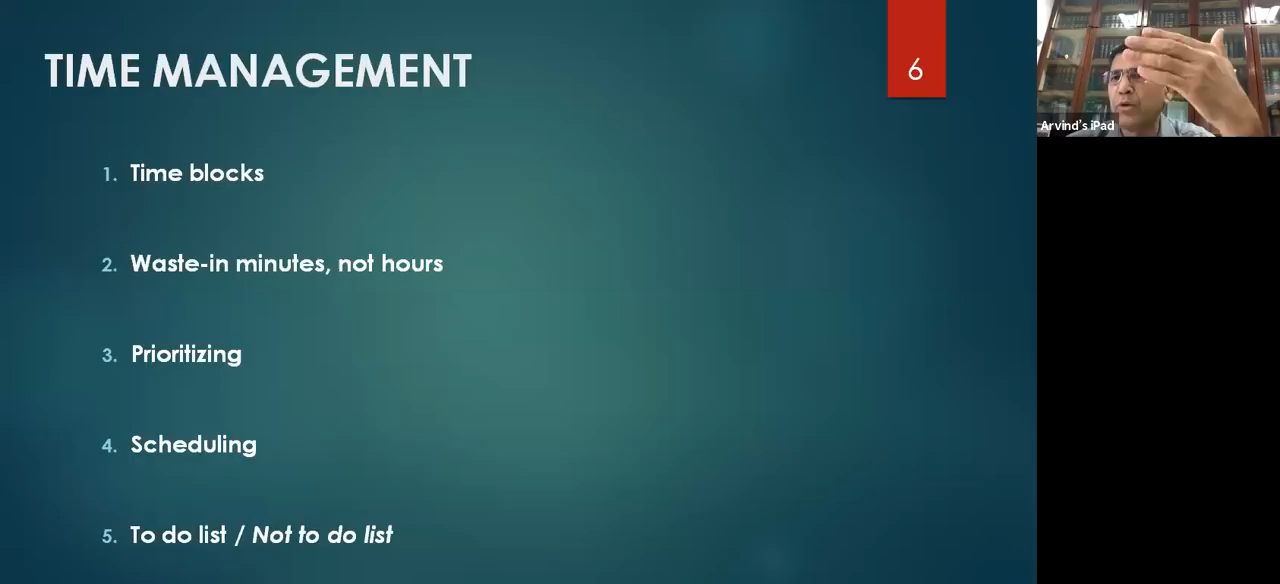 TIME MANAGEMENT
6
Arvind's iPad
1. Time blocks
2. Waste-in minutes, not hours
3. Prioritizing
4. Scheduling
5. To do list / Not to do list